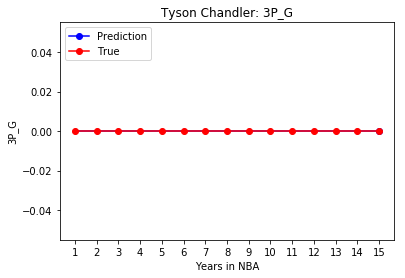 Tyson Chandler: 3P_G
Prediction
True
0.04
0.02
0.00
−0.02
−0.04
3P_G
1 2 3 4 5 6 7 8 9 10 11 12 13 14 15
Years in NBA